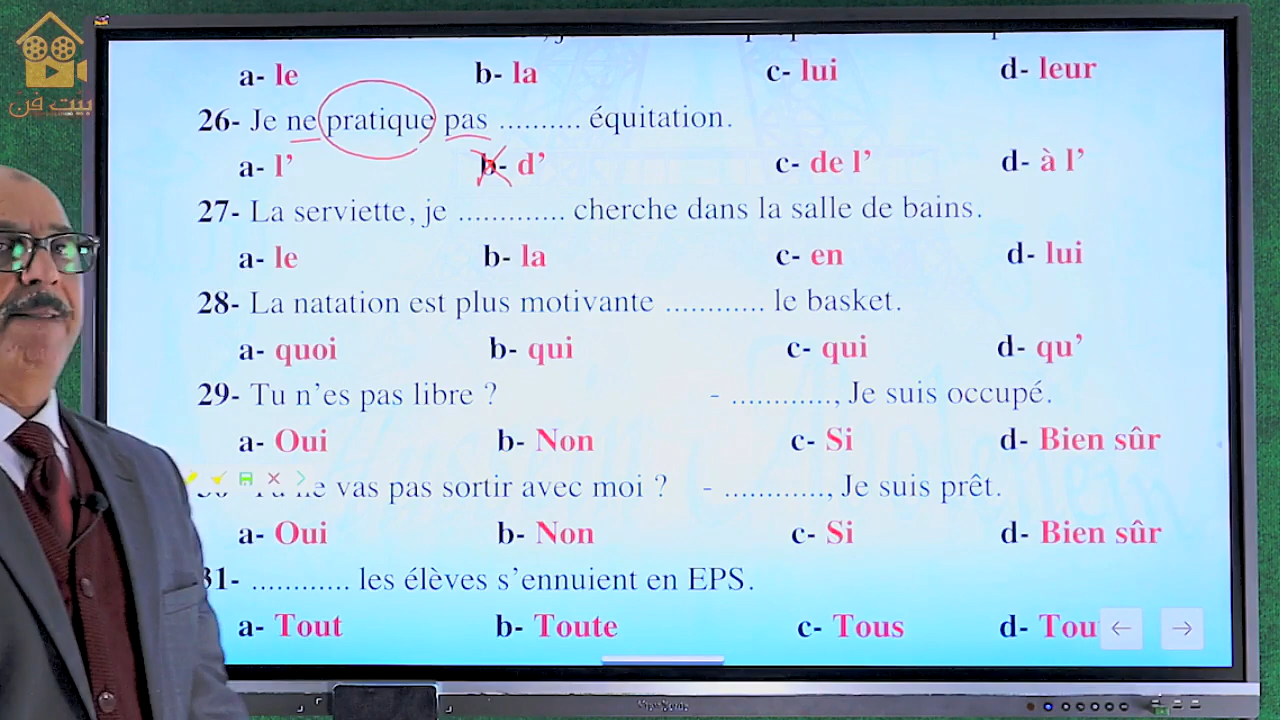 a- le b- la c- lui d- leur
26- Je ne pratique pas .......... équitation.
a- l’ b- d’ c- de l’ d- à l’
27- La serviette, je ............. cherche dans la salle de bains.
a- le b- la c- en d- lui
28- La natation est plus motivante ............ le basket.
a- quoi b- qui c- qui d- qu’
29- Tu n’es pas libre ? - ............, Je suis occupé.
a- Oui b- Non c- Si d- Bien sûr
vas pas sortir avec moi ? - ............., Je suis prêt.
a- Oui b- Non c- Si d- Bien sûr
31- ............ les élèves s’ennuient en EPS.
a- Tout b- Toute c- Tous d- Tou
بيت فن